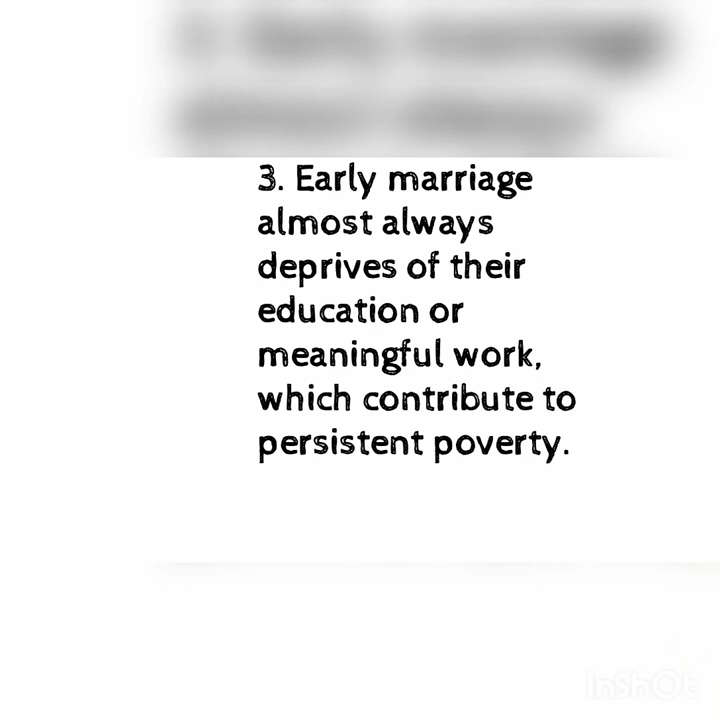 3. Early marriage
almost always
deprives of their
education or
meaningful work,
which contribute to
persistent poverty.
InShOt